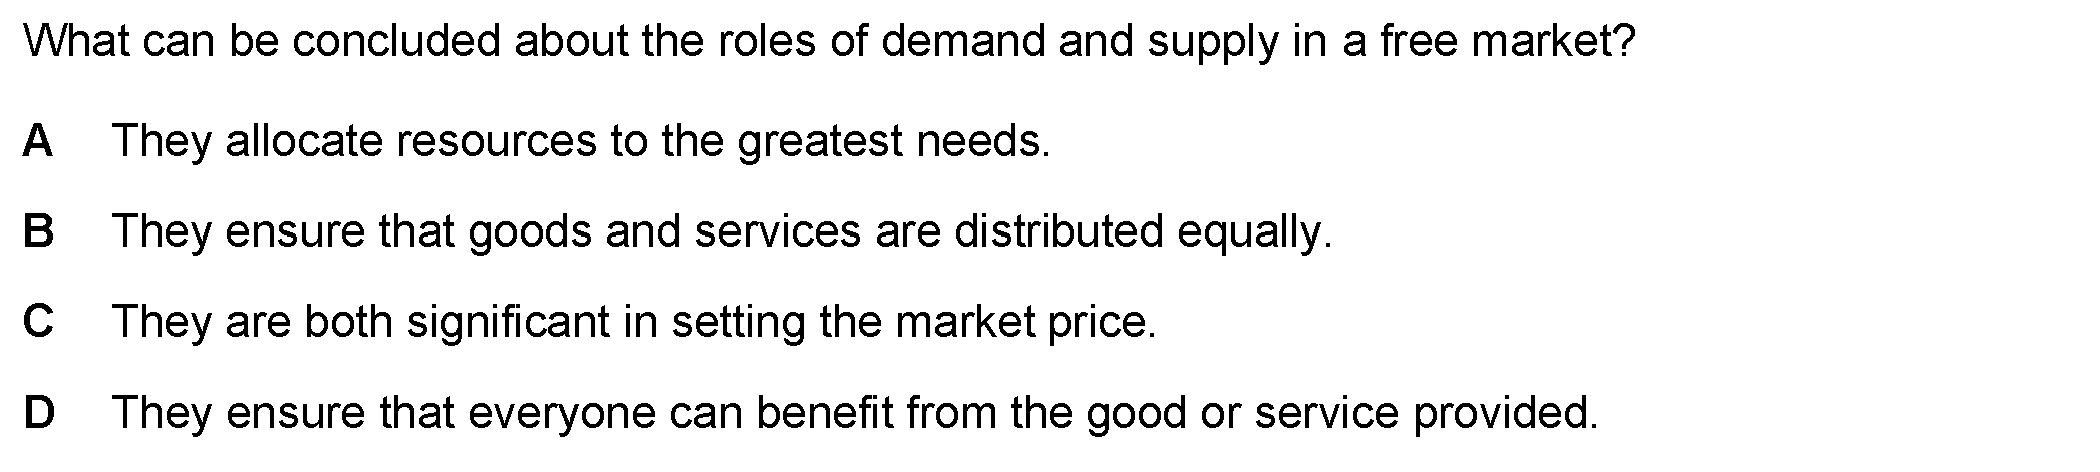 What can be concluded about the roles of demand and supply in a free market?
A They allocate resources to the greatest needs.
B They ensure that goods and services are distributed equally.
C They are both significant in setting the market price.
D They ensure that everyone can benefit from the good or service provided.